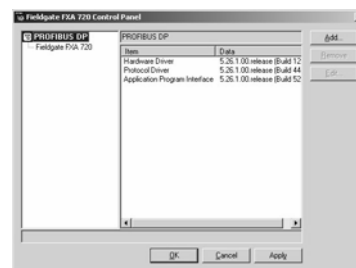 Fieldgate FXA 720 Control Panel
PROFIBUS DP
Fieldgate FXA 720
PROFIBUS DP
Item Data
Hardware Driver 5.26.1.00.release (Build 12
Protocol Driver 5.26.1.00.release (Build 44
Application Program Interface 5.26.1.00.release (Build 52
Add...
Remove
Edit...
OK Cancel Apply